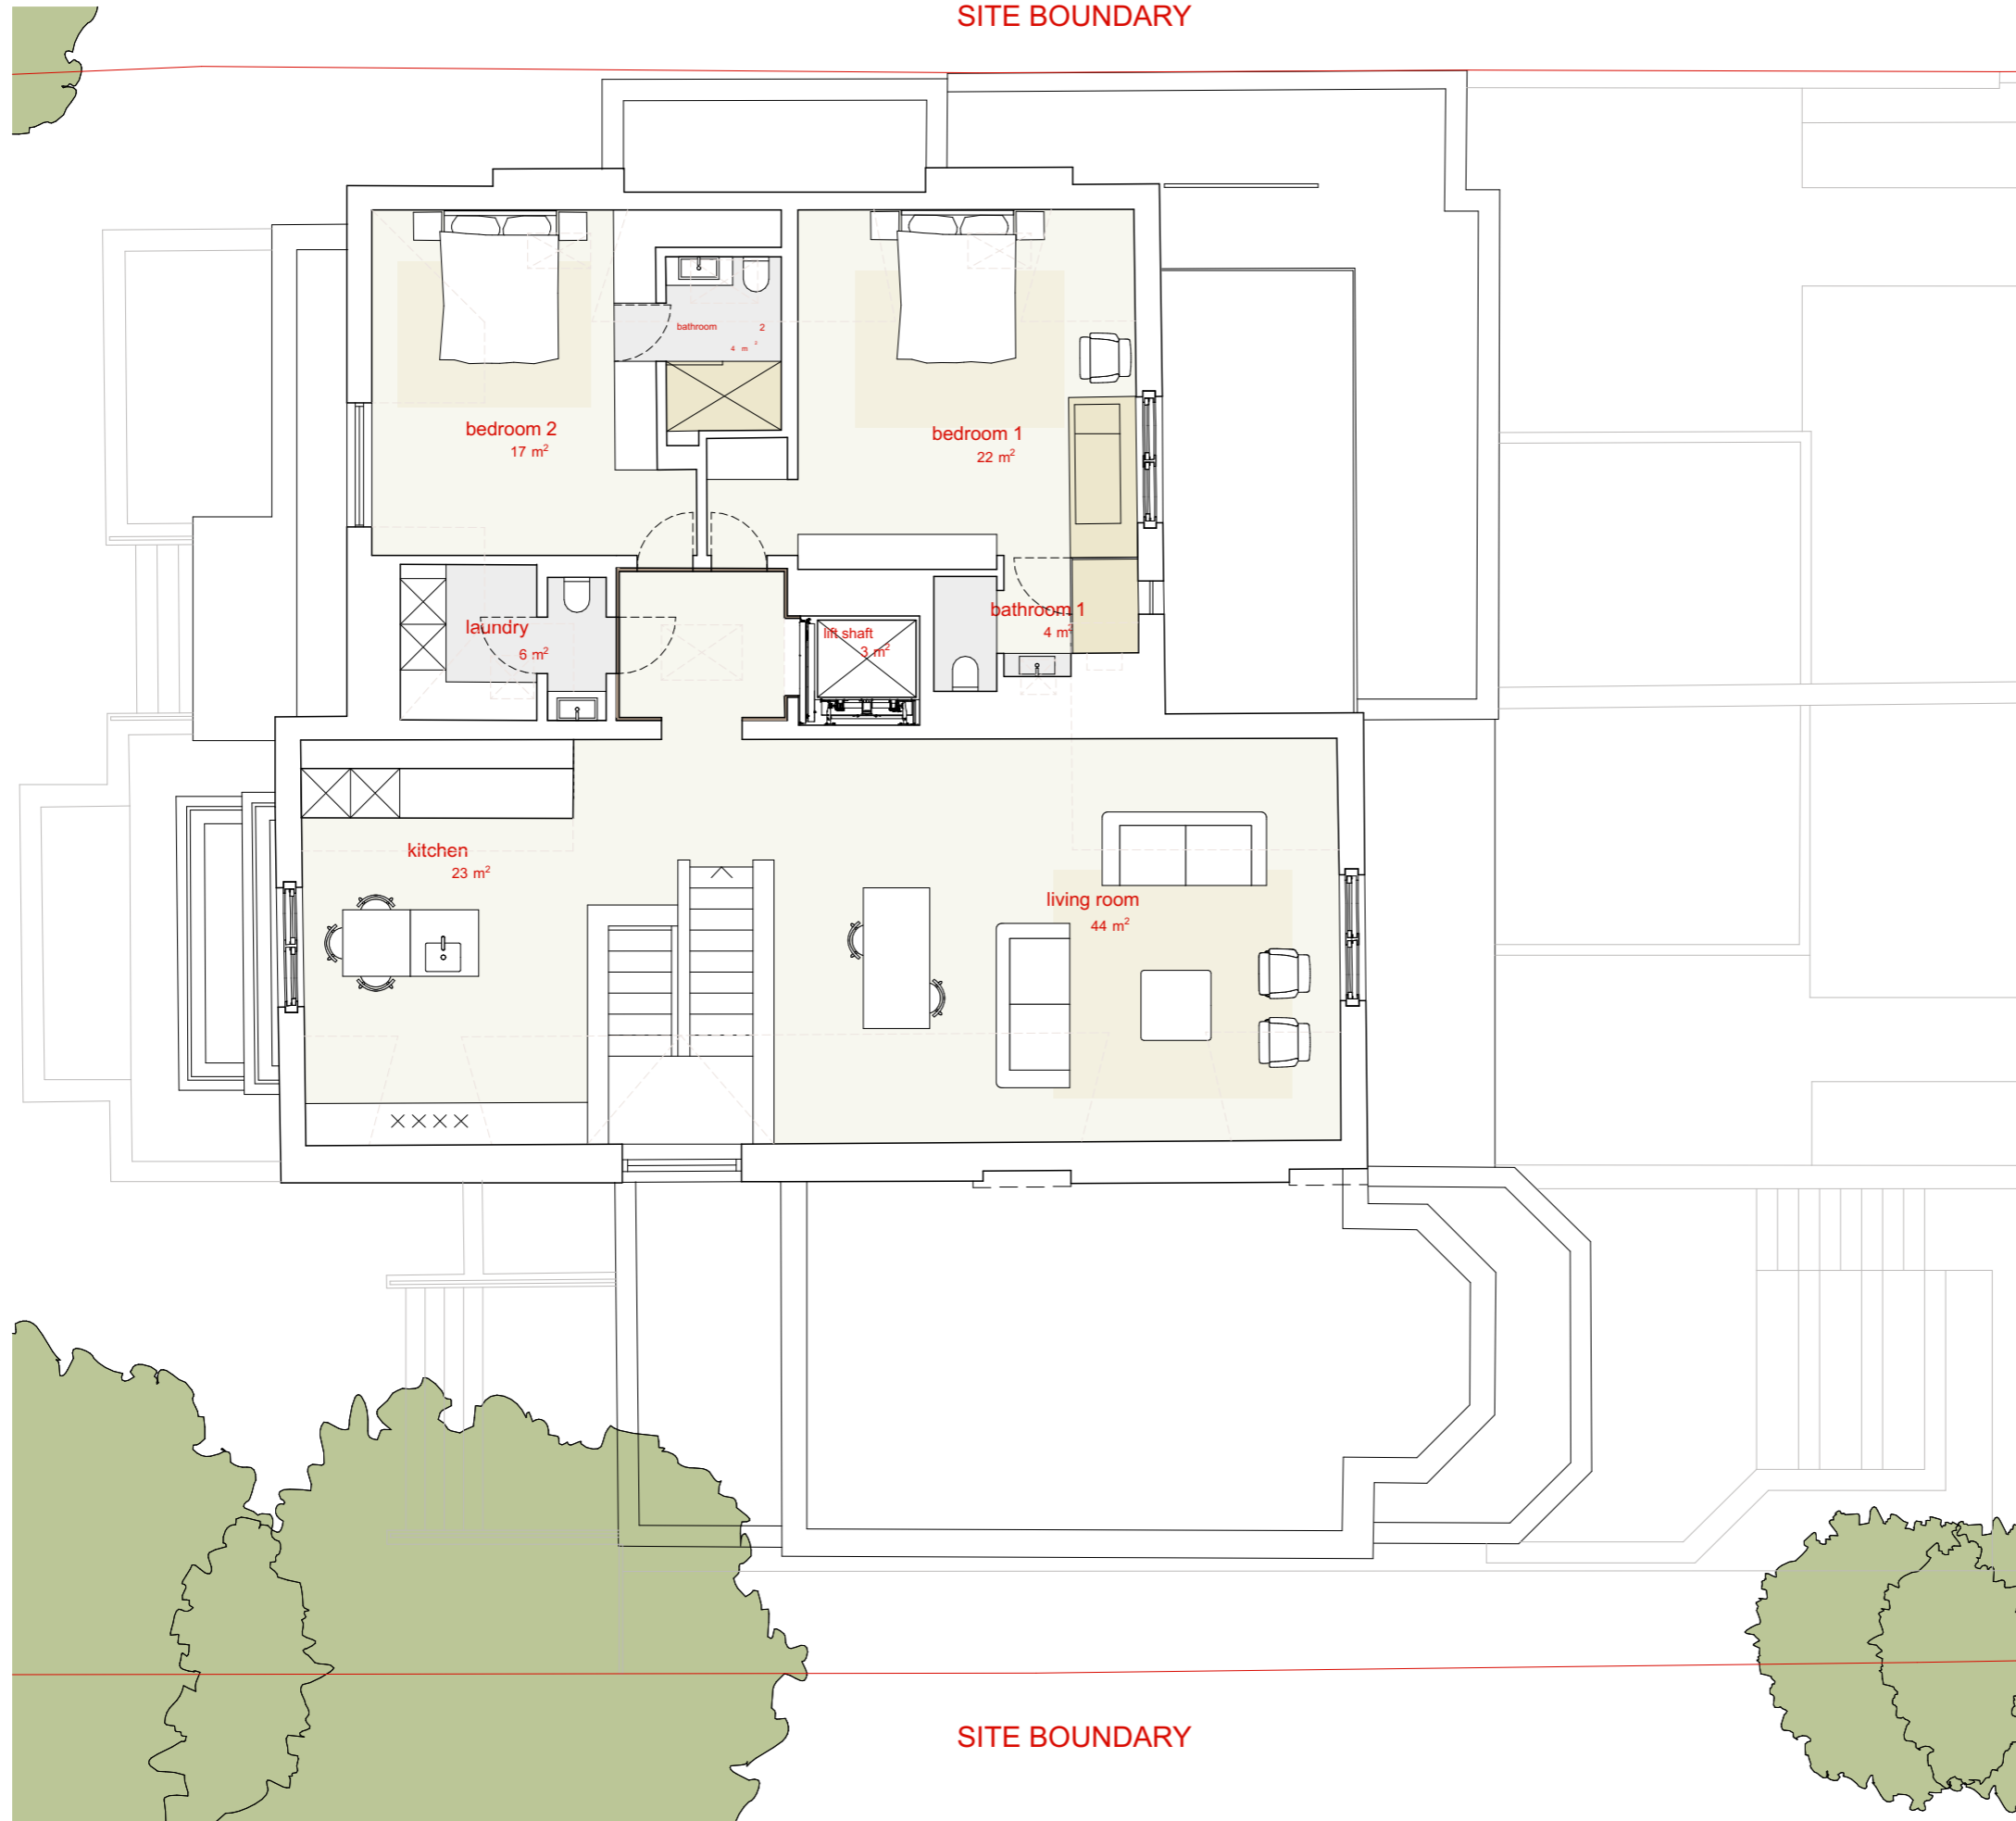 SITE BOUNDARY
bathroom 2
4 m²
bedroom 2
17 m²
bedroom 1
22 m²
bathroom 1
4 m²
laundry
6 m²
lift shaft
3 m²
kitchen
23 m²
living room
44 m²
SITE BOUNDARY